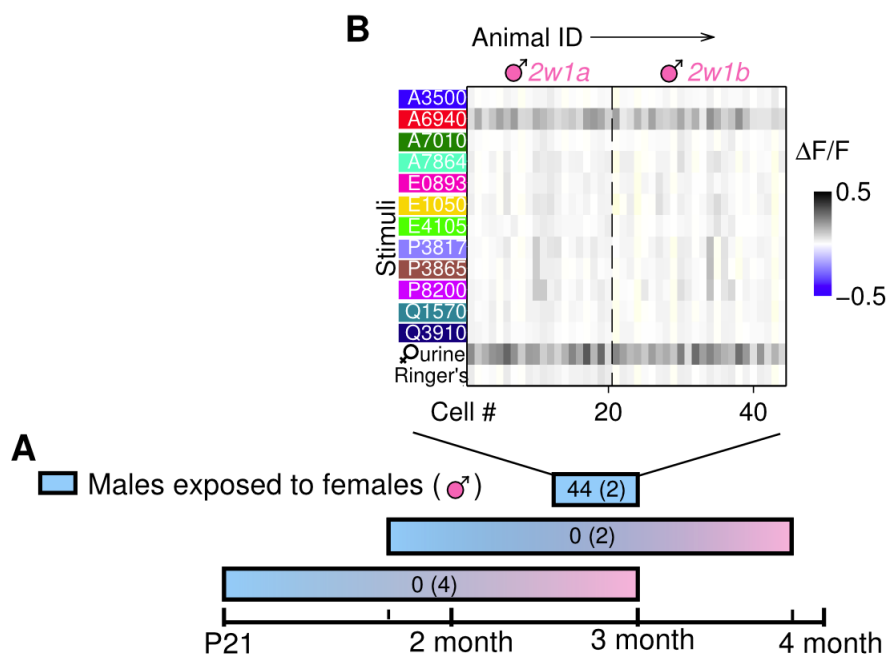 B
Animal ID
2w1a 2w1b
A3500
A6940
A7010
A7864
E0893
E1050
E4105
P3817
P3865
P8200
Q1570
Q3910
urine
Ringer's
Stimuli
Cell # 20 40
ΔF/F
0.5
−0.5
A
Males exposed to females (♂)
44 (2)
0 (2)
0 (4)
P21 2 month 3 month 4 month